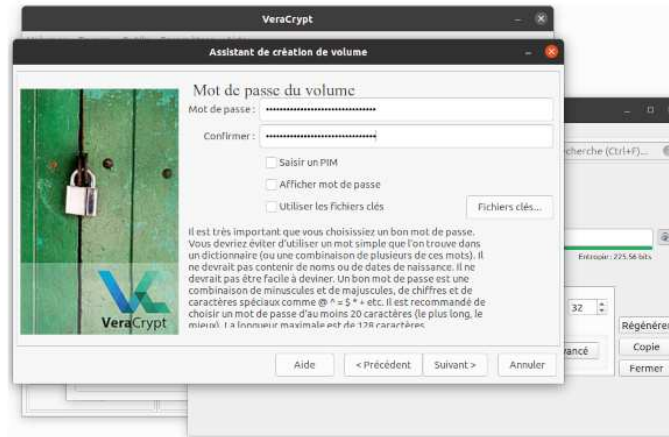 VeraCrypt
Assistant de création de volume
Mot de passe du volume
Mot de passe :
Confirmer :
Saisir un PIM
Afficher mot de passe
Utiliser les fichiers clés
Fichiers clés...
Il est très important que vous choisissiez un bon mot de passe.
Vous devriez éviter d'utiliser un mot simple que l'on trouve dans
un dictionnaire (ou une combinaison de plusieurs de ces mots). Il
ne devrait pas contenir de noms ou de dates de naissance. Il ne
devrait pas être facile à deviner. Un bon mot de passe est une
combinaison de minuscules et de majuscules, de chiffres et de
caractères spéciaux comme @ ^ = $ * + etc. Il est recommandé de
choisir un mot de passe d'au moins 20 caractères (le plus long, le
mieux). La longueur maximale est de 128 caractères.
VeraCrypt
Aide
< Précédent
Suivant >
Annuler
cherche (Ctrl+F)...
Entropie : 225.56 bits
32
Régénérer
ancé
Copie
Fermer